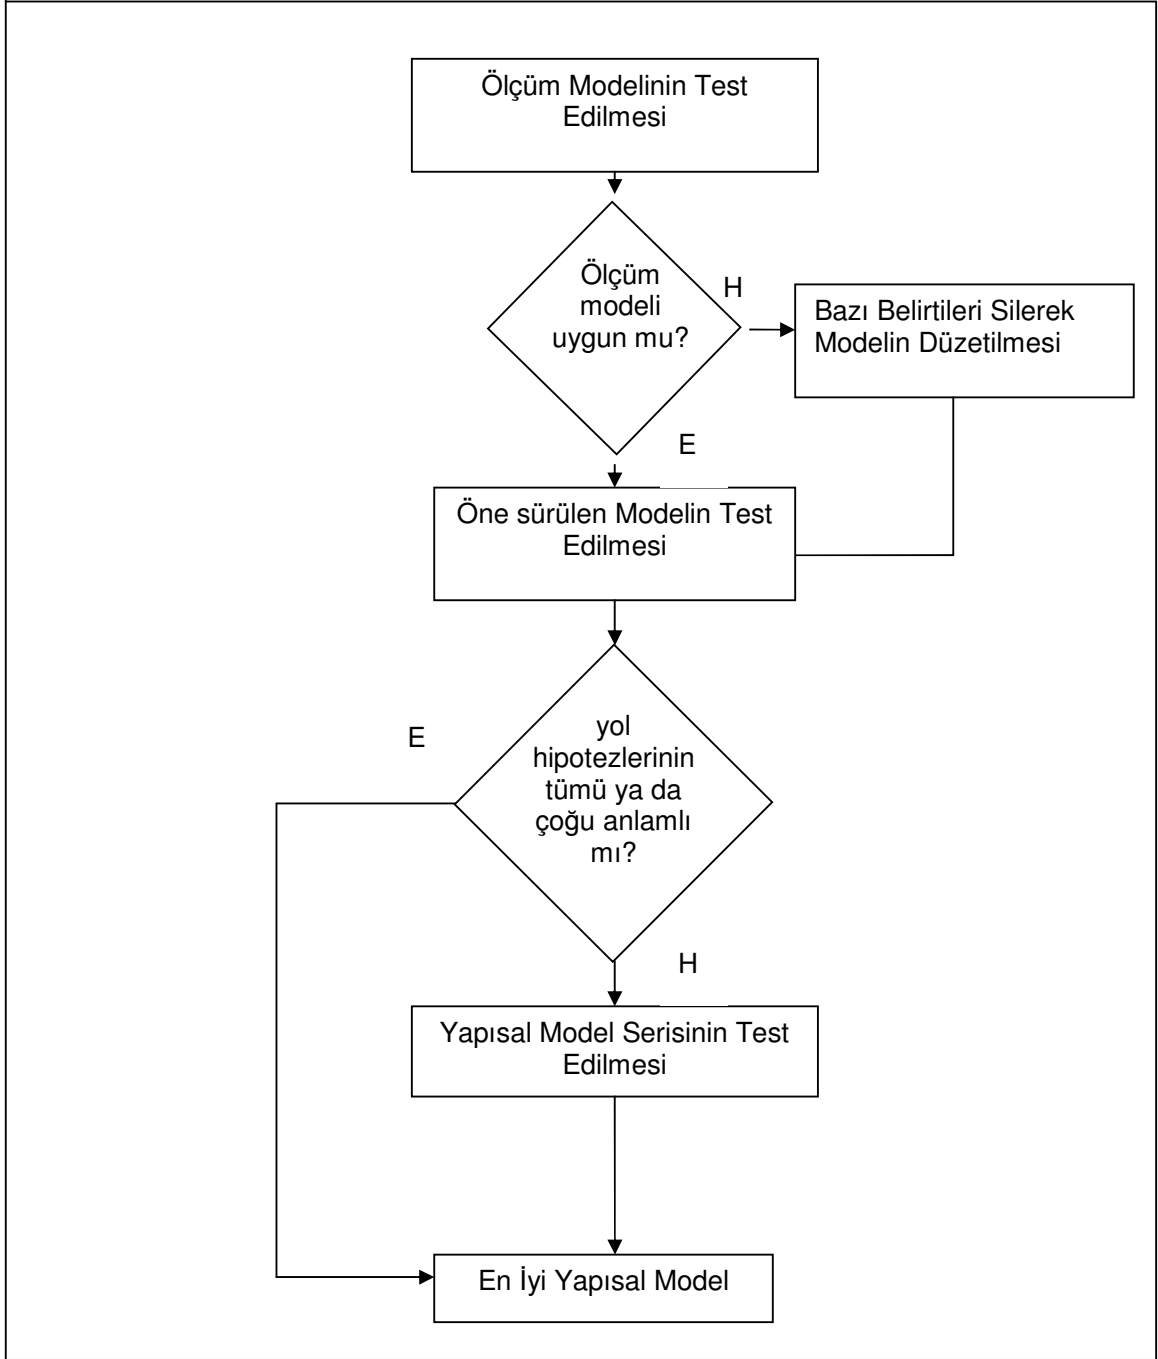 Ölçüm Modelinin Test
Edilmesi
Ölçüm
modeli
uygun mu?
H
Bazı Belirtileri Silerek
Modelin Düzetilmesi
E
Öne sürülen Modelin Test
Edilmesi
E
yol
hipotezlerinin
tümü ya da
çoğu anlamlı
mı?
H
Yapısal Model Serisinin Test
Edilmesi
En İyi Yapısal Model